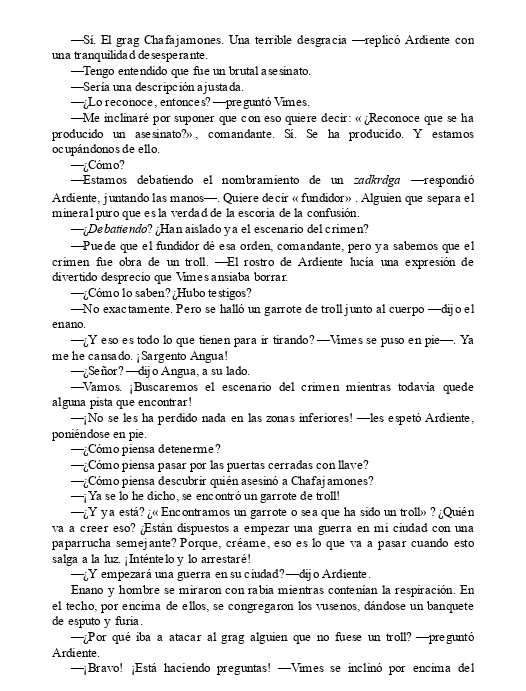 —Sí. El grag Chafajamones. Una terrible desgracia —replicó Ardiente con
una tranquilidad desesperante.
—Tengo entendido que fue un brutal asesinato.
—Sería una descripción ajustada.
—¿Lo reconoce, entonces? —preguntó Vimes.
—Me inclinaré por suponer que con eso quiere decir: «¿Reconoce que se ha
producido un asesinato?», comandante. Sí. Se ha producido. Y estamos
ocupándonos de ello.
—¿Cómo?
—Estamos debatiendo el nombramiento de un zadkrdga —respondió
Ardiente, juntando las manos—. Quiere decir «fundidor». Alguien que separa el
mineral puro que es la verdad de la escoria de la confusión.
—¿Debatiendo? ¿Han aislado ya el escenario del crimen?
—Puede que el fundidor dé esa orden, comandante, pero ya sabemos que el
crimen fue obra de un troll. —El rostro de Ardiente lucía una expresión de
divertido desprecio que Vimes ansiaba borrar.
—¿Cómo lo saben? ¿Hubo testigos?
—No exactamente. Pero se halló un garrote de troll junto al cuerpo —dijo el
enano.
—¿Y eso es todo lo que tienen para ir tirando? —Vimes se puso en pie—. Ya
me he cansado. ¡Sargento Angua!
—¿Señor? —dijo Angua, a su lado.
—Vamos. ¡Buscaremos el escenario del crimen mientras todavía quede
alguna pista que encontrar!
—¡No se les ha perdido nada en las zonas inferiores! —les espetó Ardiente,
poniéndose en pie.
—¿Cómo piensa detenerme?
—¿Cómo piensa pasar por las puertas cerradas con llave?
—¿Cómo piensa descubrir quién asesinó a Chafajamones?
—¡Ya se lo he dicho, se encontró un garrote de troll!
—¿Y ya está? ¿«Encontramos un garrote o sea que ha sido un troll»? ¿Quién
va a creer eso? ¿Están dispuestos a empezar una guerra en mi ciudad con una
paparrucha semejante? Porque, créame, eso es lo que va a pasar cuando esto
salga a la luz. ¡Inténtelo y lo arrestaré!
—¿Y empezará una guerra en su ciudad? —dijo Ardiente.
Enano y hombre se miraron con rabia mientras contenían la respiración. En
el techo, por encima de ellos, se congregaron los vusenos, dándose un banquete
de esputo y furia.
—¿Por qué iba a atacar al grag alguien que no fuese un troll? —preguntó
Ardiente.
—¡Bravo! ¡Está haciendo preguntas! —Vimes se inclinó por encima del